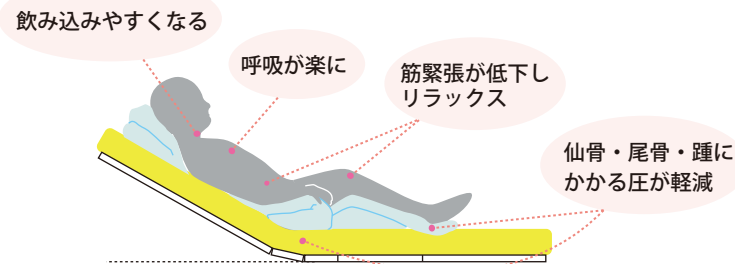 飲み込みやすくなる
呼吸が楽に
筋緊張が低下し
リラックス
仙骨・尾骨・踵に
かかる圧が軽減